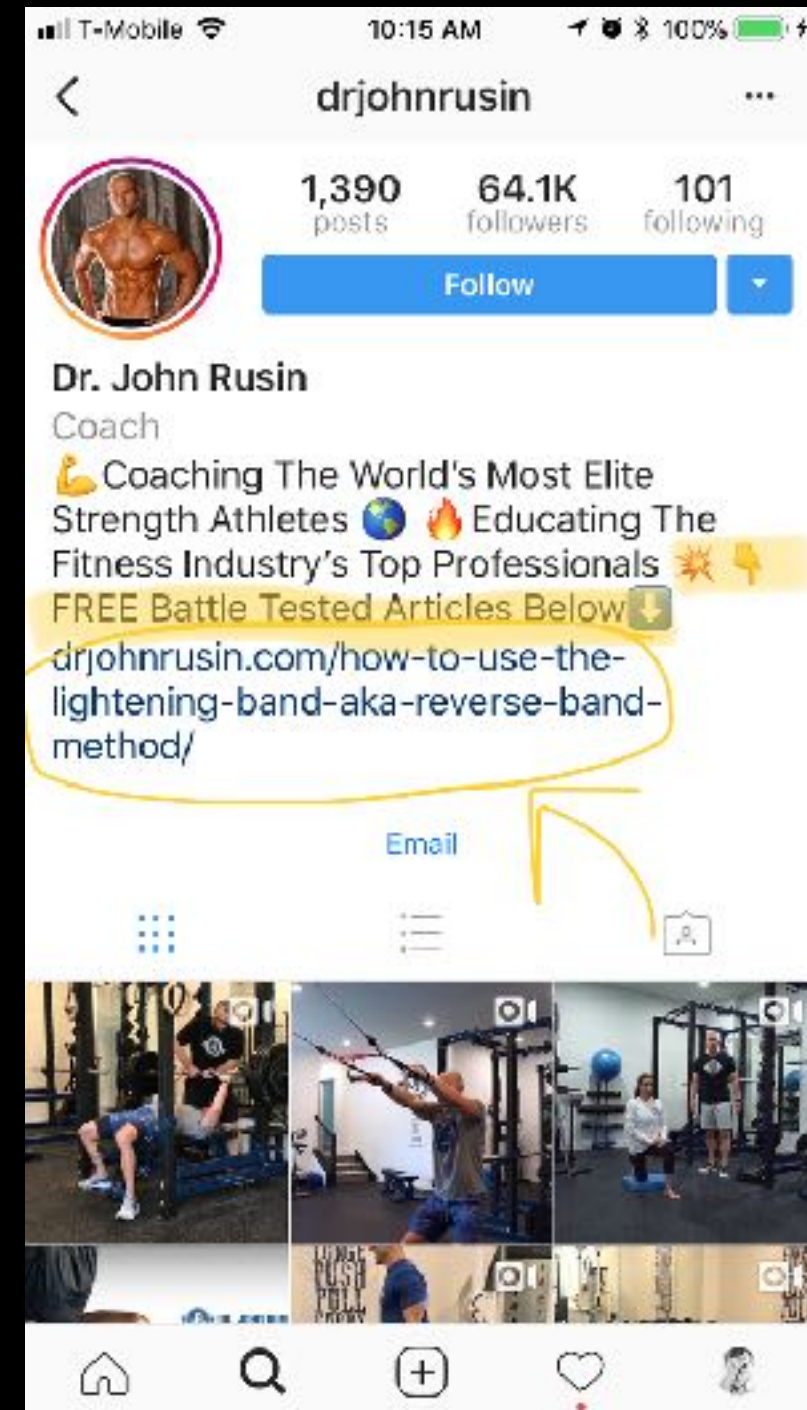 T-Mobile 10:15 AM 100%
drjohnrusin
1,390 64.1K 101
posts followers following
Follow
Dr. John Rusin
Coach
💪Coaching The World's Most Elite
Strength Athletes 🌎 🔥Educating The
Fitness Industry's Top Professionals 💥 👇
FREE Battle Tested Articles Below⬇️
drjohnrusin.com/how-to-use-the-
lightening-band-aka-reverse-band-
method/
Email
PUSH